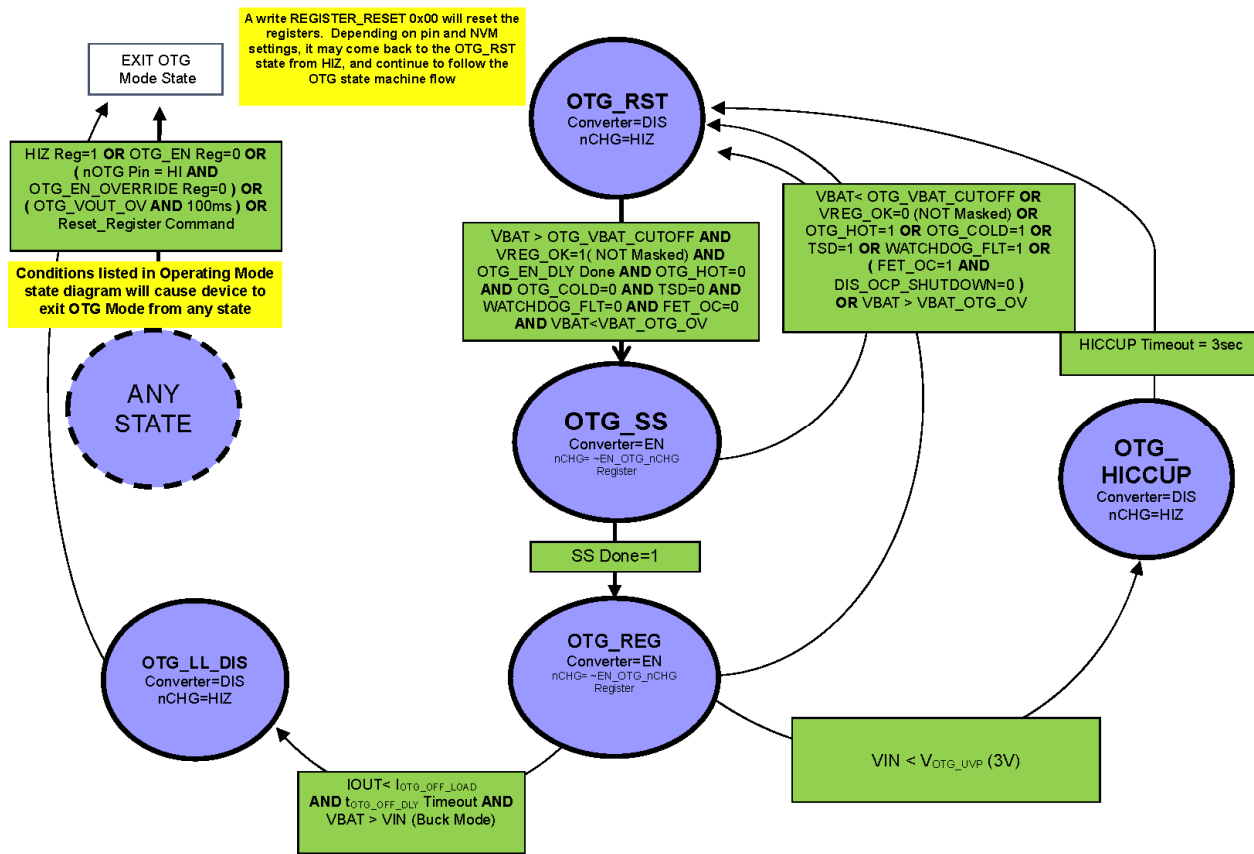 A write REGISTER_RESET 0x00 will reset the
registers.  Depending on pin and NVM
settings, it may come back to the OTG_RST
state from HIZ, and continue to follow the
OTG state machine flow
EXIT OTG
Mode State
OTG_RST
Converter=DIS
nCHG=HIZ
HIZ Reg=1 OR OTG_EN Reg=0 OR
( nOTG Pin = HI AND
OTG_EN_OVERRIDE Reg=0 ) OR
( OTG_VOUT_OV AND 100ms ) OR
Reset_Register Command
Conditions listed in Operating Mode
state diagram will cause device to
exit OTG Mode from any state
ANY
STATE
VBAT > OTG_VBAT_CUTOFF AND
VREG_OK=1( NOT Masked) AND
OTG_EN_DLY Done AND OTG_HOT=0
AND OTG_COLD=0 AND TSD=0 AND
WATCHDOG_FLT=0 AND FET_OC=0
AND VBAT<VBAT_OTG_OV
VBAT< OTG_VBAT_CUTOFF OR
VREG_OK=0 (NOT Masked) OR
OTG_HOT=1 OR OTG_COLD=1 OR
TSD=1 OR WATCHDOG_FLT=1 OR
( FET_OC=1 AND
DIS_OCP_SHUTDOWN=0 )
OR VBAT > VBAT_OTG_OV
HICCUP Timeout = 3sec
OTG_SS
Converter=EN
nCHG= ~EN_OTG_nCHG
Register
OTG_
HICCUP
Converter=DIS
nCHG=HIZ
SS Done=1
OTG_REG
Converter=EN
nCHG= ~EN_OTG_nCHG
Register
OTG_LL_DIS
Converter=DIS
nCHG=HIZ
IOUT< IOTG_OFF_LOAD
AND tOTG_OFF_DLY Timeout AND
VBAT > VIN (Buck Mode)
VIN < VOTG_UVP (3V)